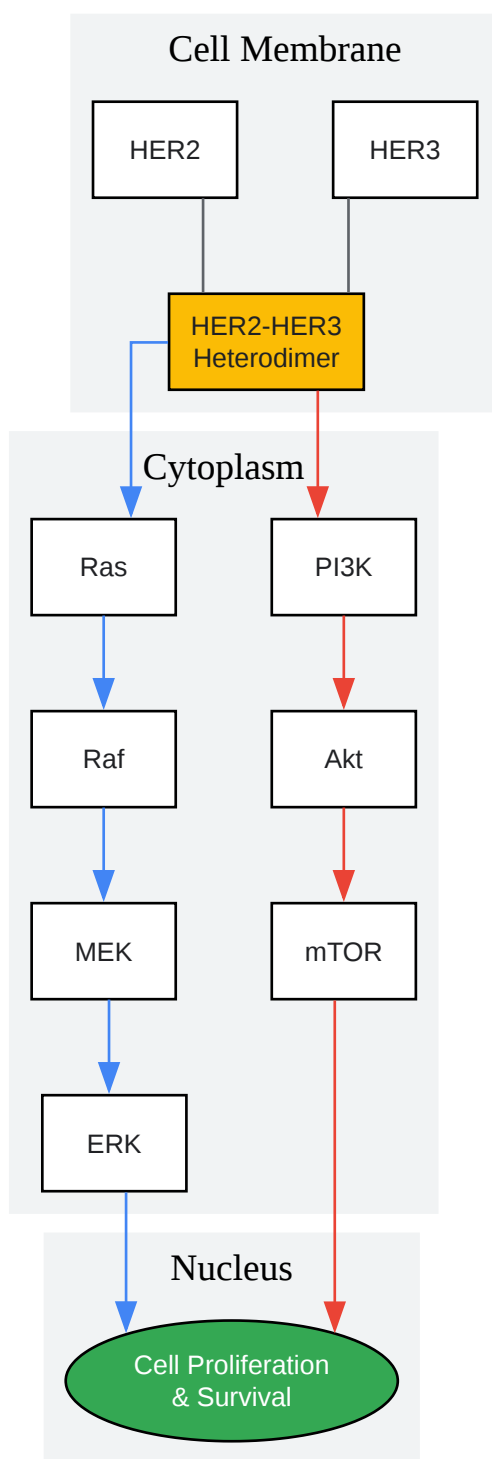 Cell Membrane
HER2
HER3
HER2-HER3
Heterodimer
Cytoplasm
Ras
PI3K
Raf
Akt
MEK
mTOR
ERK
Nucleus
Cell Proliferation
& Survival